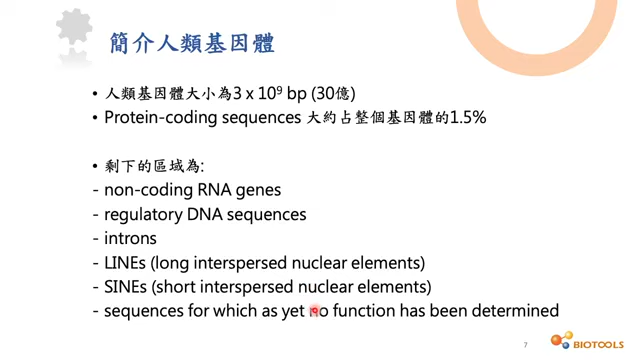 簡介人類基因體
• 人類基因體大小為3 x 10⁹ bp (30億)
• Protein-coding sequences 大約占整個基因體的1.5%
• 剩下的區域為:
- non-coding RNA genes
- regulatory DNA sequences
- introns
- LINEs (long interspersed nuclear elements)
- SINEs (short interspersed nuclear elements)
- sequences for which as yet no function has been determined
7
BIOTOOLS